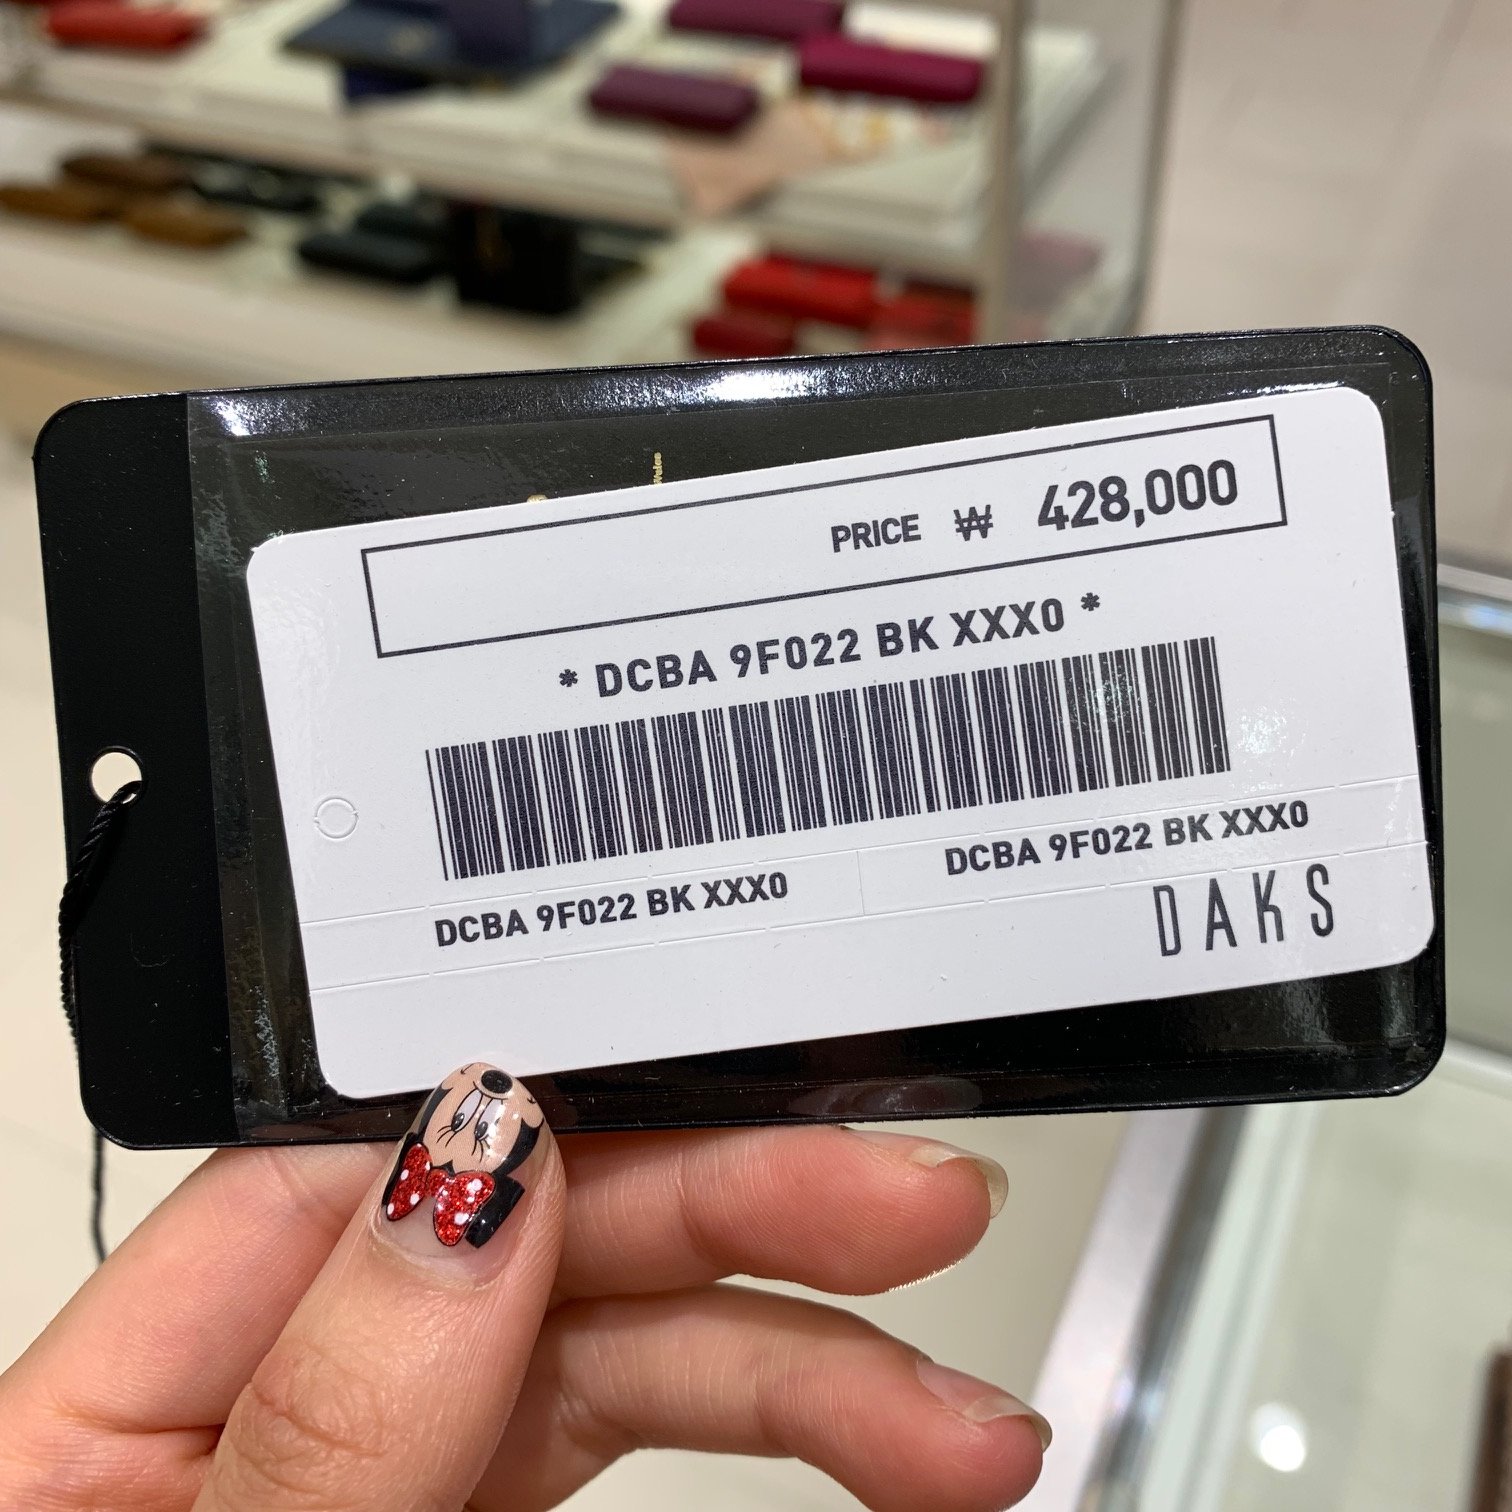 PRICE ₩ 428,000
* DCBA 9F022 BK XXX0 *
DCBA 9F022 BK XXX0
DCBA 9F022 BK XXX0
DAKS